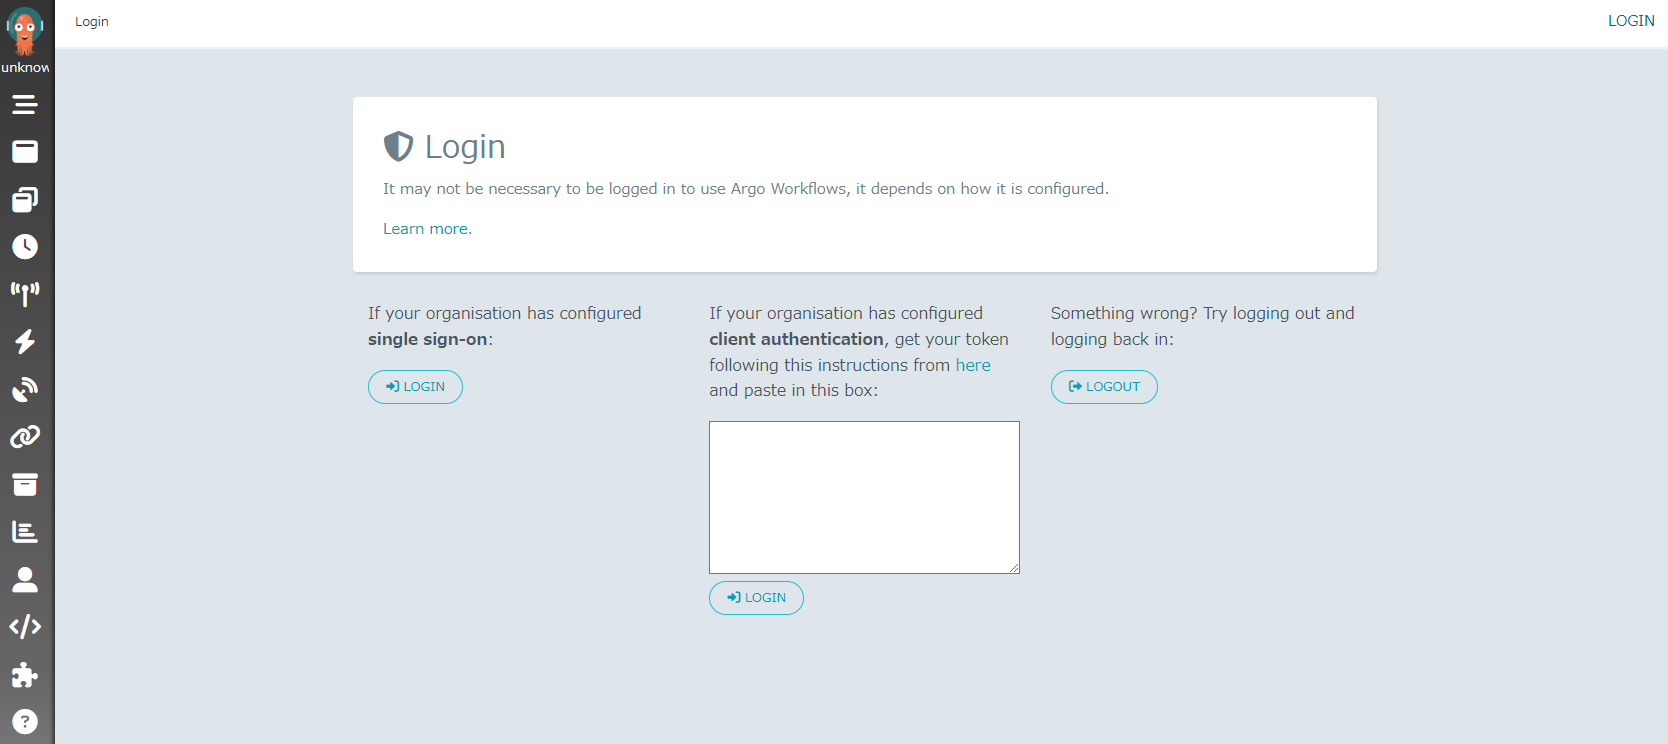 Login
LOGIN
unknow
Login
It may not be necessary to be logged in to use Argo Workflows, it depends on how it is configured.
Learn more.
If your organisation has configured
single sign-on:
LOGIN
If your organisation has configured
client authentication, get your token
following this instructions from here
and paste in this box:
LOGIN
Something wrong? Try logging out and
logging back in:
LOGOUT
?